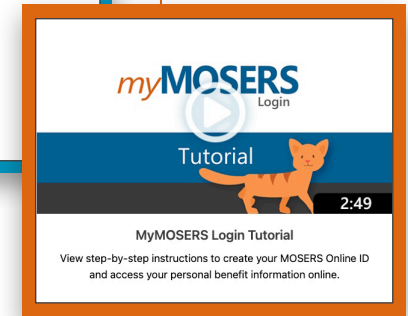 myMOSERS
Login
Tutorial
2:49
MyMOSERS Login Tutorial
View step-by-step instructions to create your MOSERS Online ID
and access your personal benefit information online.